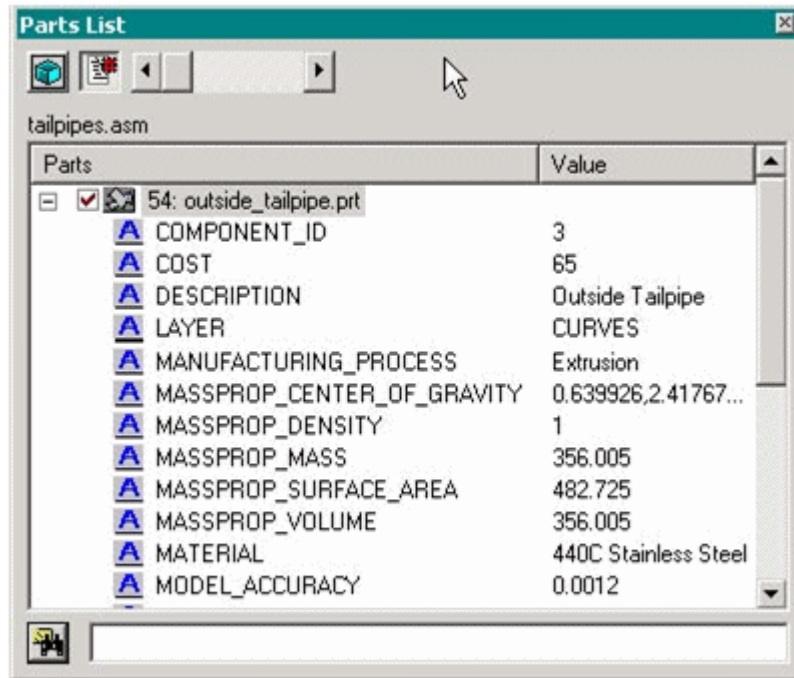 Parts List
tailpipes.asm
Parts Value
54: outside_tailpipe.prt
A COMPONENT_ID 3
A COST 65
A DESCRIPTION Outside Tailpipe
A LAYER CURVES
A MANUFACTURING_PROCESS Extrusion
A MASSPROP_CENTER_OF_GRAVITY 0.639926,2.41767...
A MASSPROP_DENSITY 1
A MASSPROP_MASS 356.005
A MASSPROP_SURFACE_AREA 482.725
A MASSPROP_VOLUME 356.005
A MATERIAL 440C Stainless Steel
A MODEL_ACCURACY 0.0012